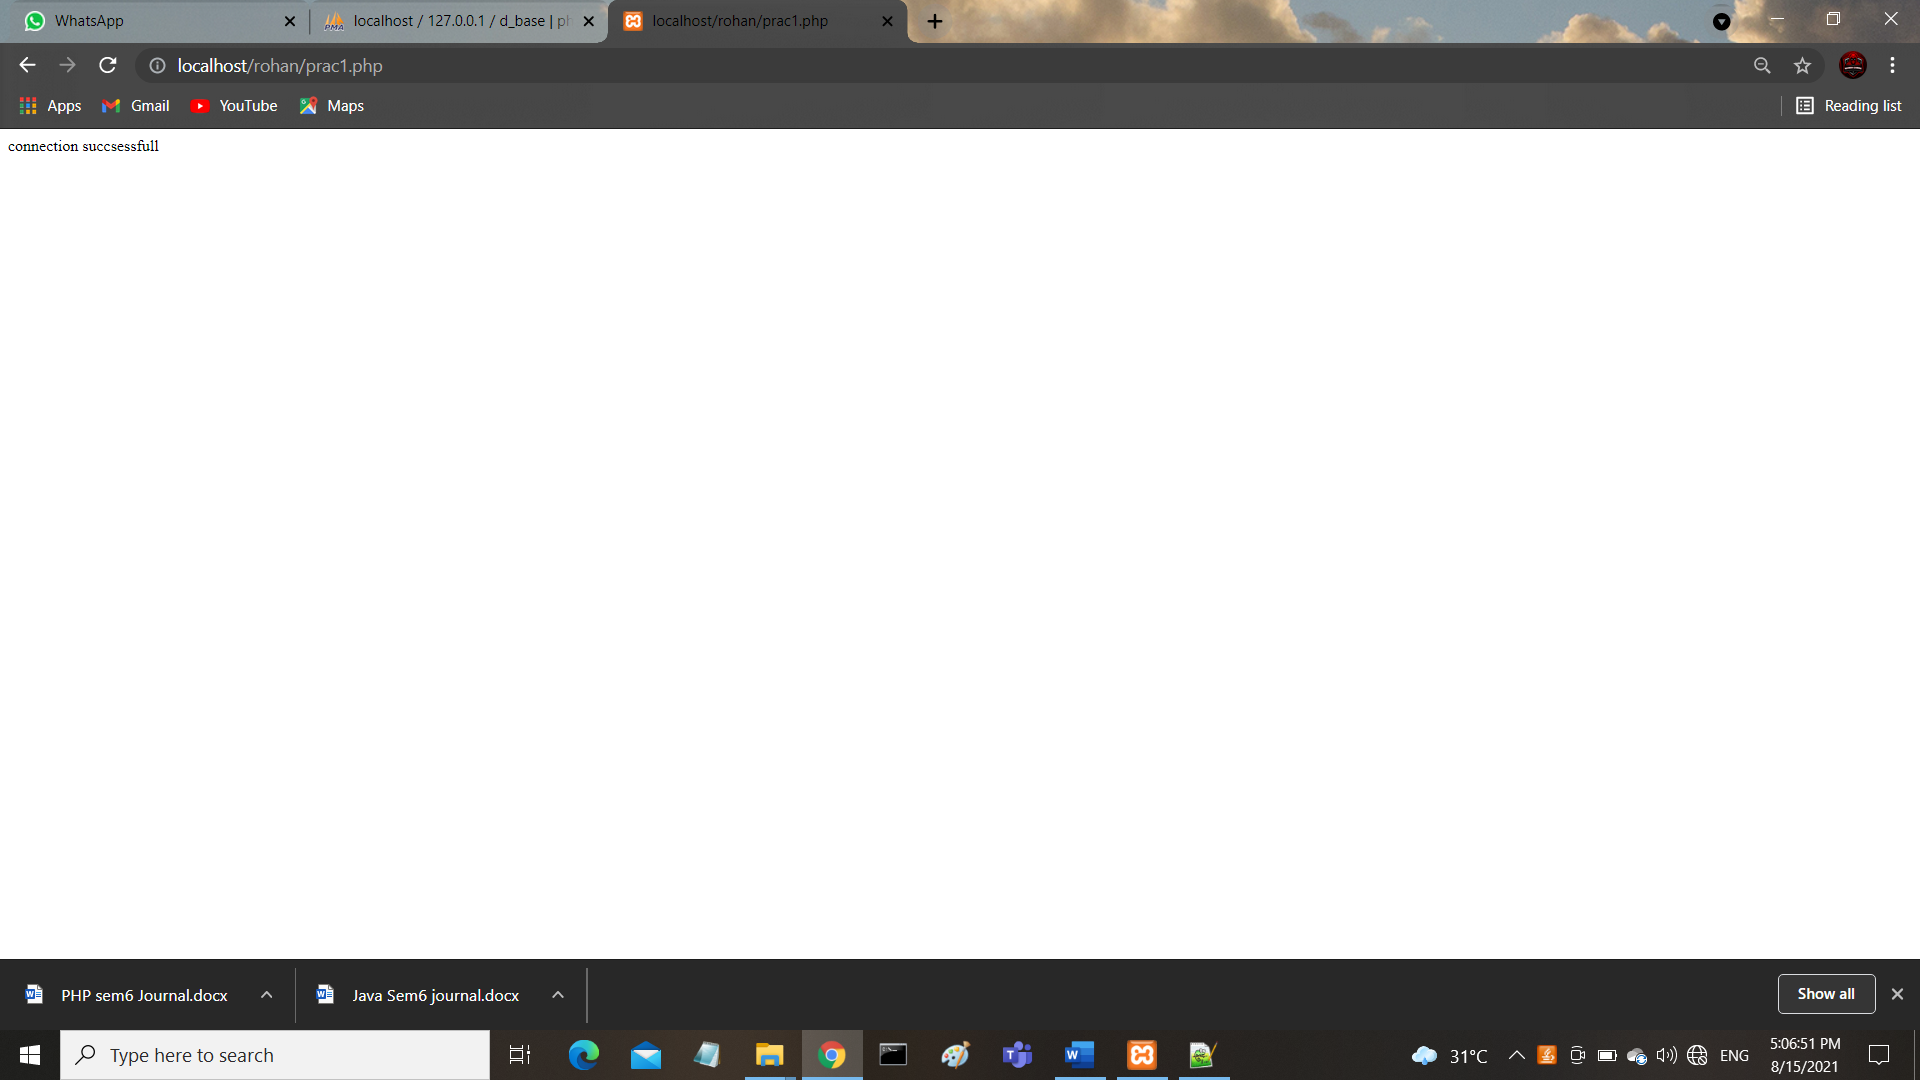 WhatsApp
PMA localhost / 127.0.0.1 / d_base | ph
localhost/rohan/prac1.php
localhost/rohan/prac1.php
Apps Gmail YouTube Maps Reading list
connection succsessfull
PHP sem6 Journal.docx Java Sem6 journal.docx Show all
Type here to search
31°C ENG
5:06:51 PM
8/15/2021